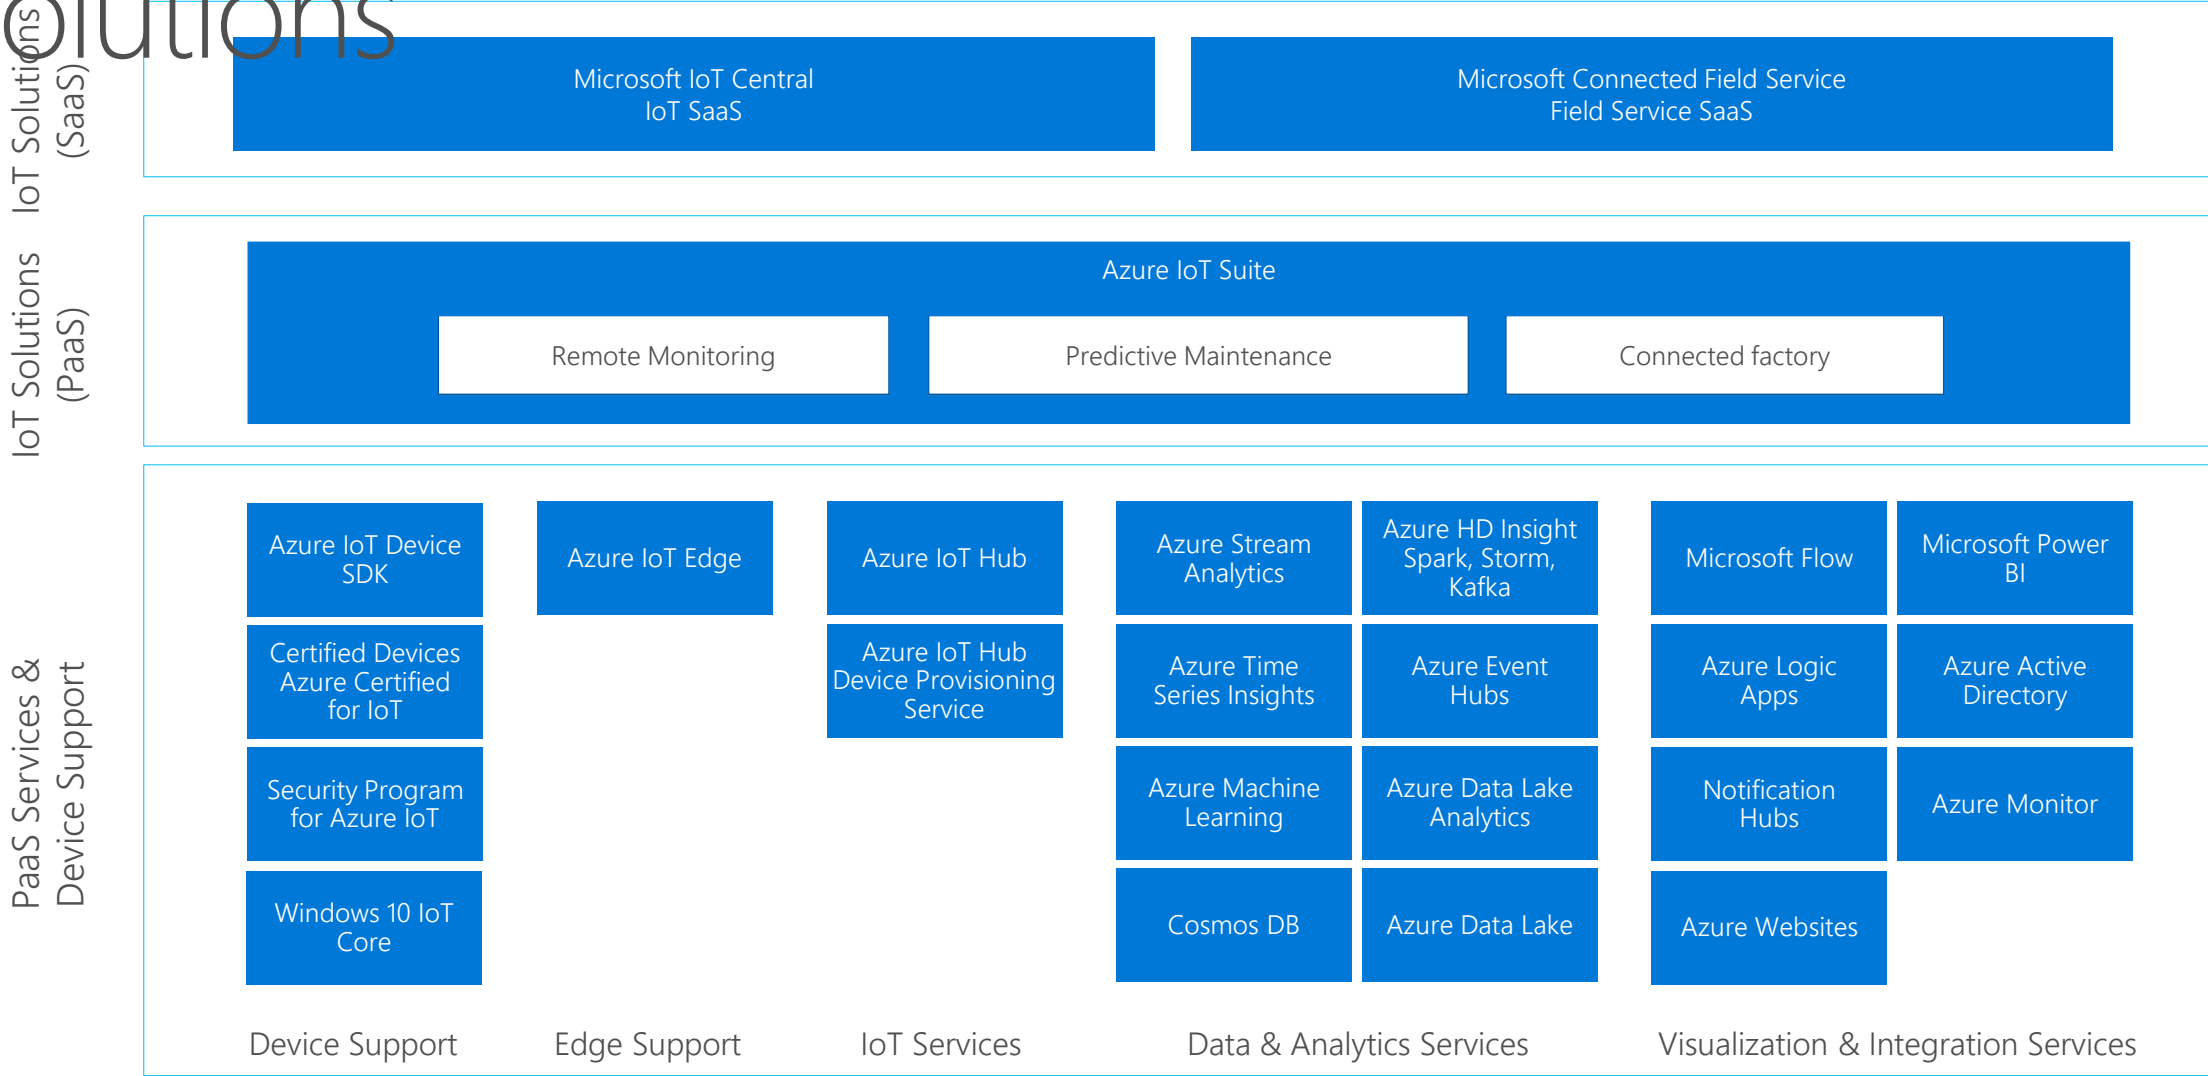 olutions
IoT Solutions
(SaaS)
Microsoft IoT Central
IoT SaaS
Microsoft Connected Field Service
Field Service SaaS
IoT Solutions
(PaaS)
Azure IoT Suite
Remote Monitoring
Predictive Maintenance
Connected factory
PaaS Services &
Device Support
Azure IoT Device
SDK
Certified Devices
Azure Certified
for IoT
Security Program
for Azure IoT
Windows 10 IoT
Core
Device Support
Azure IoT Edge
Edge Support
Azure IoT Hub
Azure IoT Hub
Device Provisioning
Service
IoT Services
Azure Stream
Analytics
Azure HD Insight
Spark, Storm,
Kafka
Azure Time
Series Insights
Azure Event
Hubs
Azure Machine
Learning
Azure Data Lake
Analytics
Cosmos DB
Azure Data Lake
Data & Analytics Services
Microsoft Flow
Microsoft Power
BI
Azure Logic
Apps
Azure Active
Directory
Notification
Hubs
Azure Monitor
Azure Websites
Visualization & Integration Services